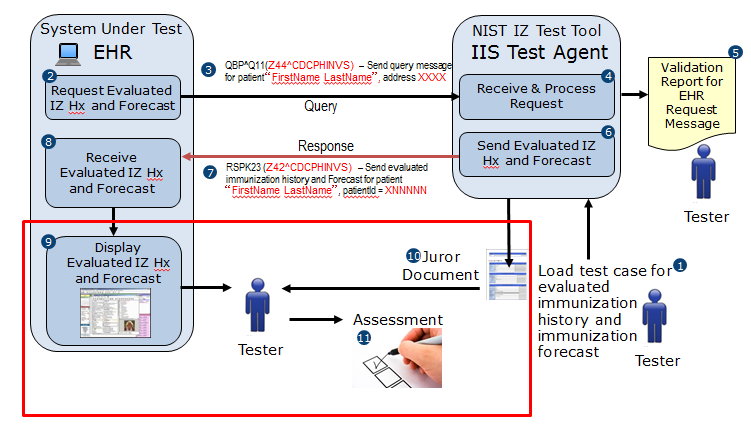 System Under Test
EHR
2
Request Evaluated
IZ Hx and Forecast
3
QBP^Q11(Z44^CDCPHINVS) – Send query message
for patient "FirstName LastName", address XXXX
Query
NIST IZ Test Tool
IIS Test Agent
4
Receive & Process
Request
5
Validation
Report for
EHR
Request
Message
Tester
6
Send Evaluated IZ
Hx and Forecast
Response
7
RSPK23 (Z42^CDCPHINVS) – Send evaluated
immunization history and Forecast for patient
"FirstName LastName", patientId = XNNNNN
8
Receive
Evaluated IZ Hx
and Forecast
9
Display
Evaluated IZ Hx
and Forecast
10
Juror
Document
Tester
Assessment
11
1
Load test case for
evaluated
immunization
history and
immunization
forecast
Tester